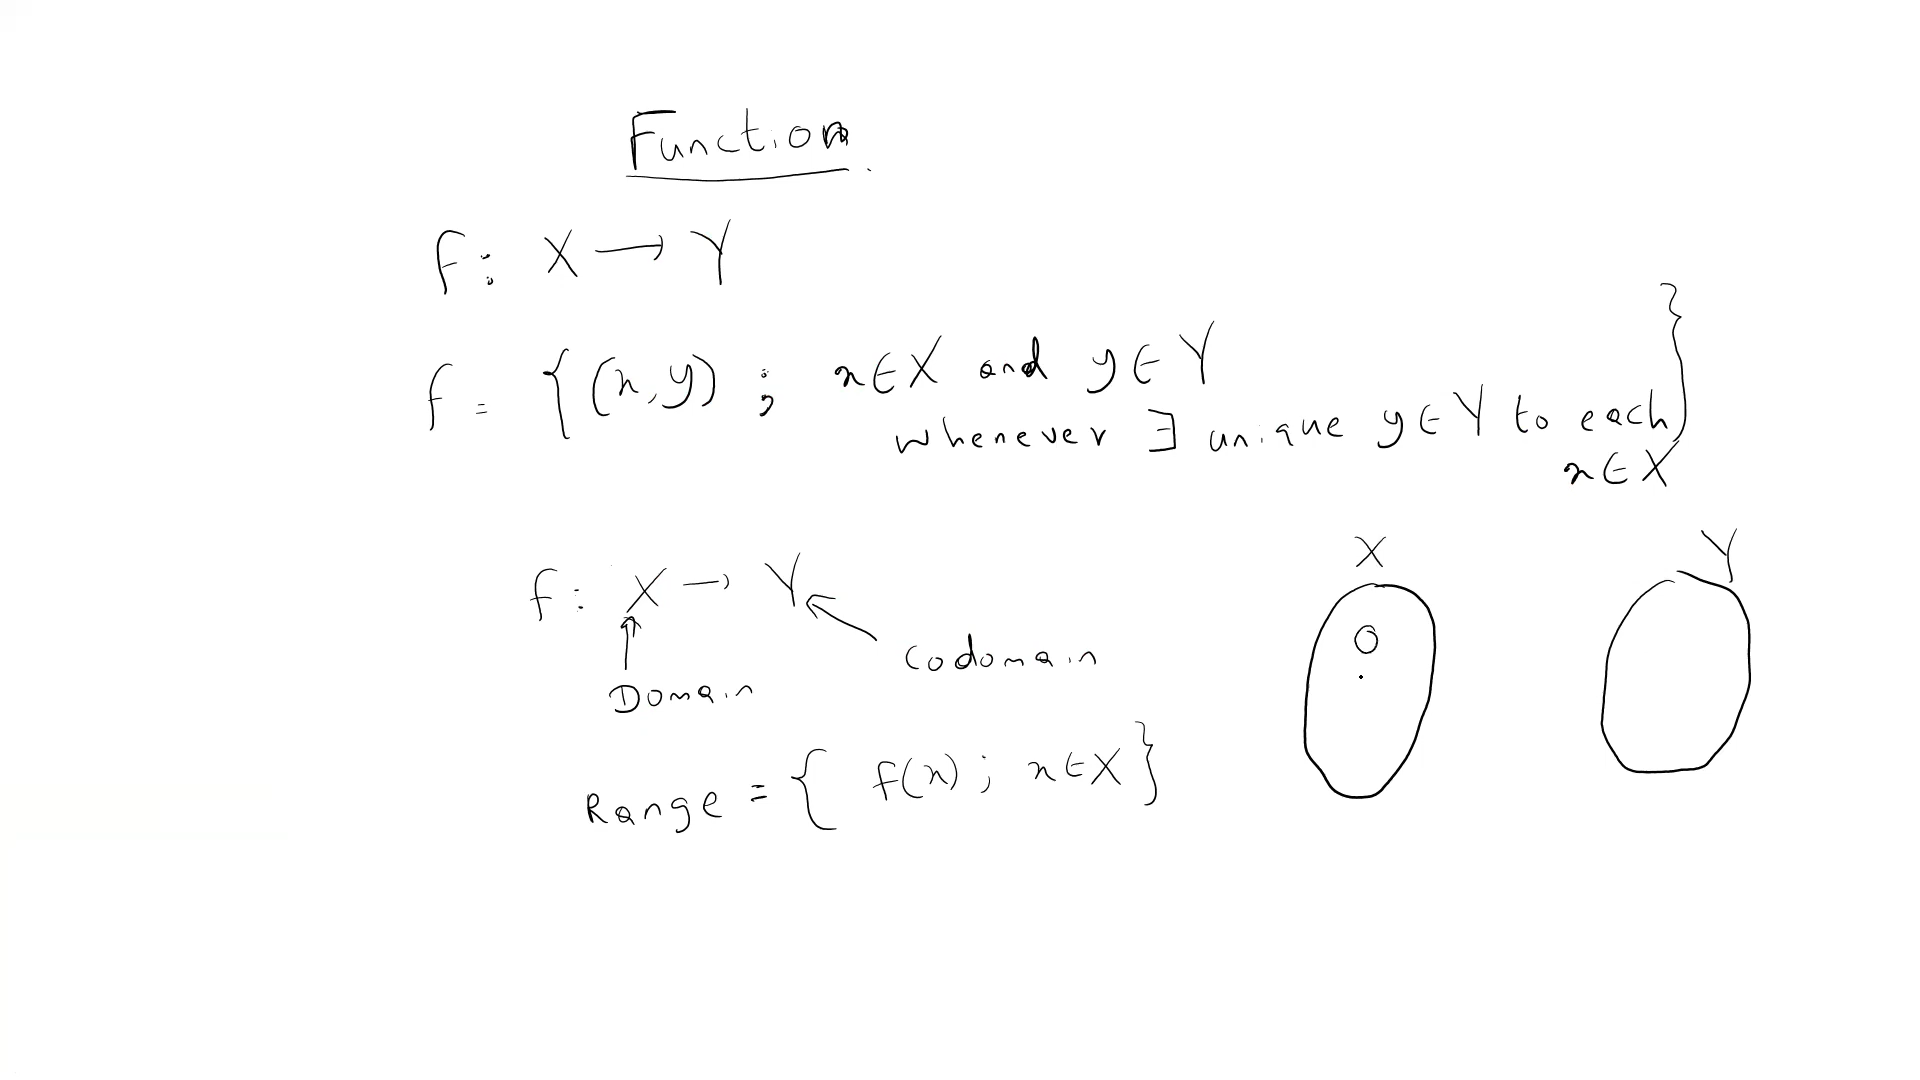 Function
f: X → Y
f = {(x,y) ; x∈X and y∈Y
whenever ∃ unique y∈Y to each }
x∈X
X Y
f: X → Y
Codomain
Domain
Range = { f(x); x∈X }